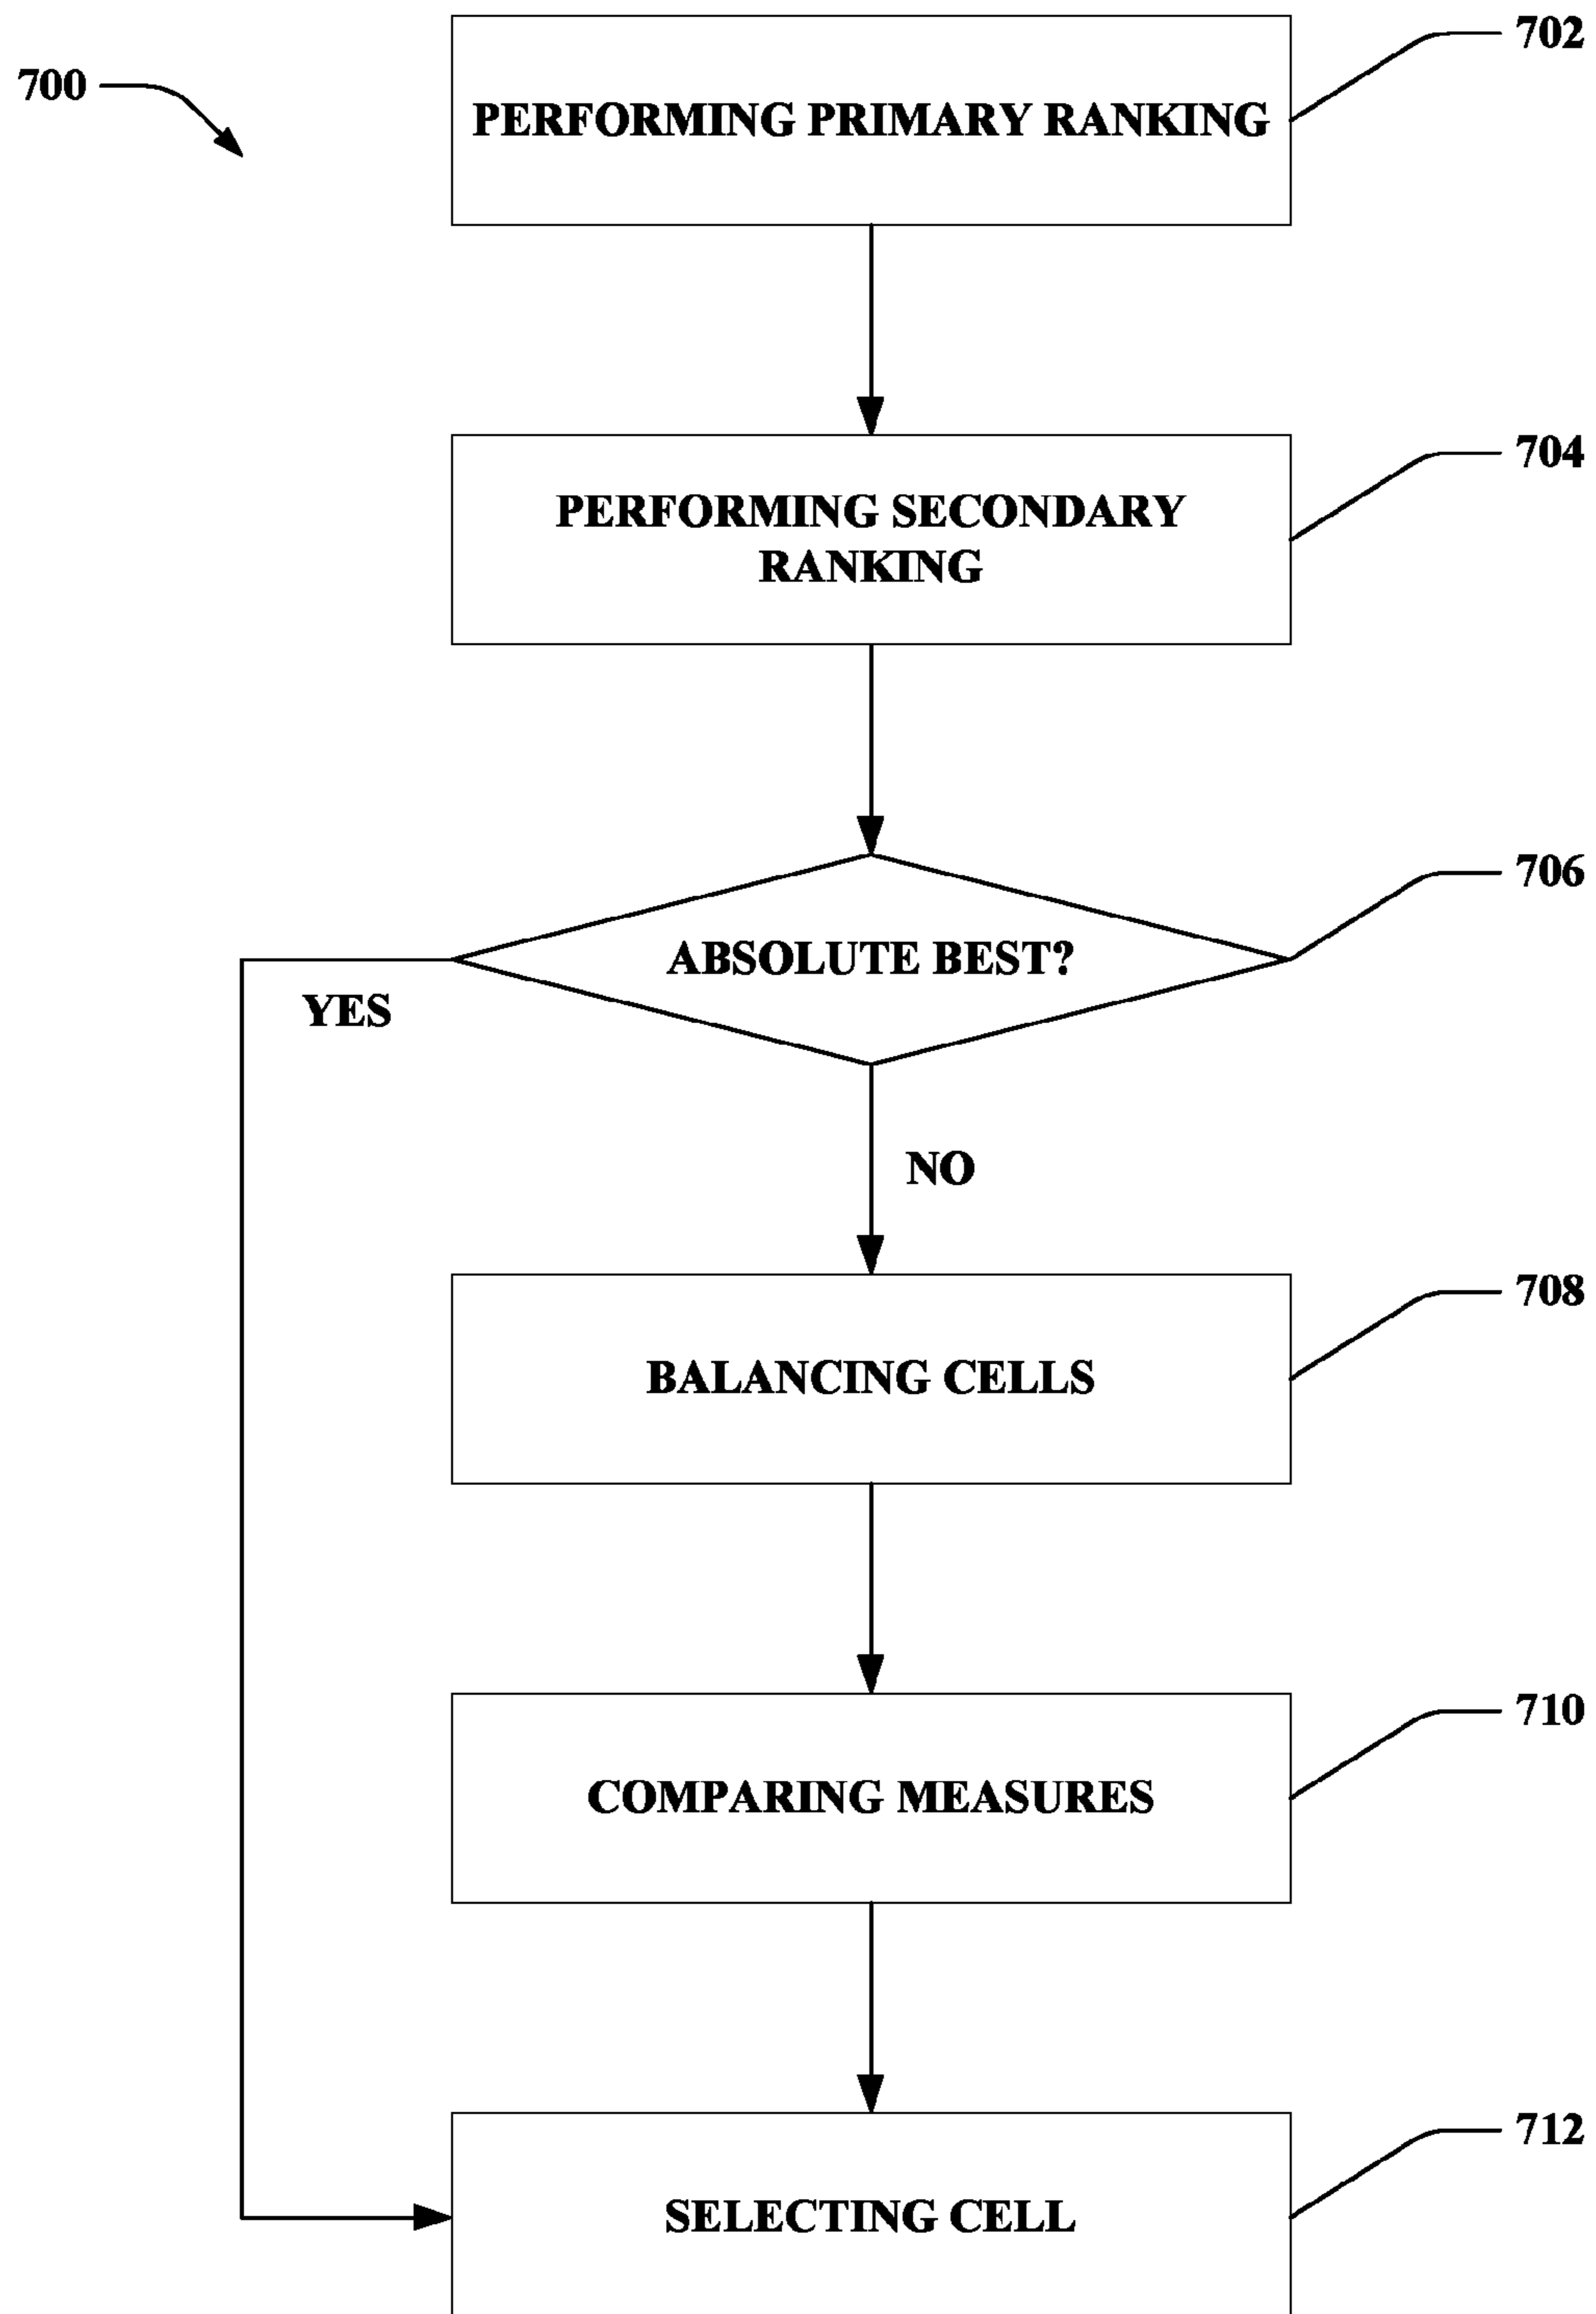 702
700
PERFORMING PRIMARY RANKING
704
PERFORMING SECONDARY
RANKING
706
ABSOLUTE BEST?
YES
NO
708
BALANCING CELLS
710
COMPARING MEASURES
712
SELECTING CELL